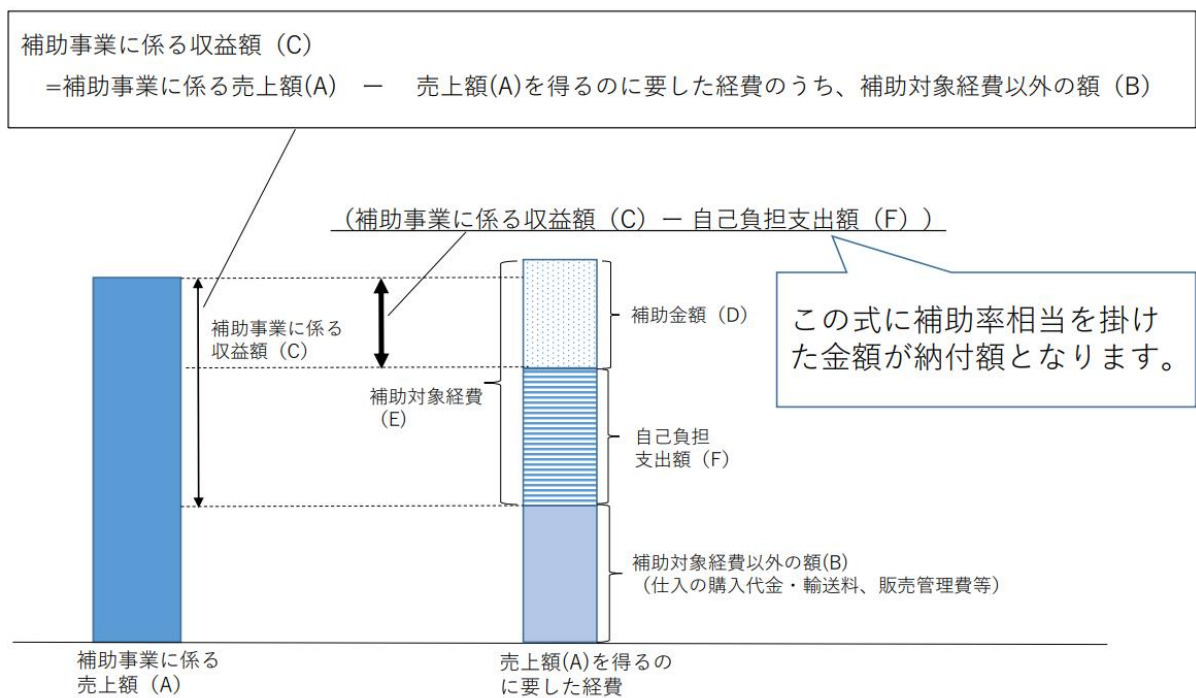 補助事業に係る収益額（C）
=補助事業に係る売上額(A)　ー　売上額(A)を得るのに要した経費のうち、補助対象経費以外の額（B）
（補助事業に係る収益額（C）ー 自己負担支出額（F））
この式に補助率相当を掛け
た金額が納付額となります。
補助事業に係る
収益額（C）
補助金額（D）
補助対象経費
（E）
自己負担
支出額（F）
補助対象経費以外の額(B)
（仕入の購入代金・輸送料、販売管理費等）
補助事業に係る
売上額（A）
売上額(A)を得るの
に要した経費